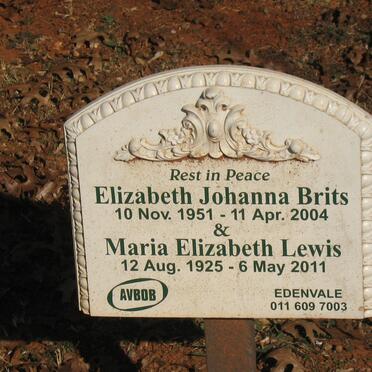 Rest in Peace
Elizabeth Johanna Brits
10 Nov. 1951 - 11 Apr. 2004
&
Maria Elizabeth Lewis
12 Aug. 1925 - 6 May 2011
AVBOB
EDENVALE
011 609 7003